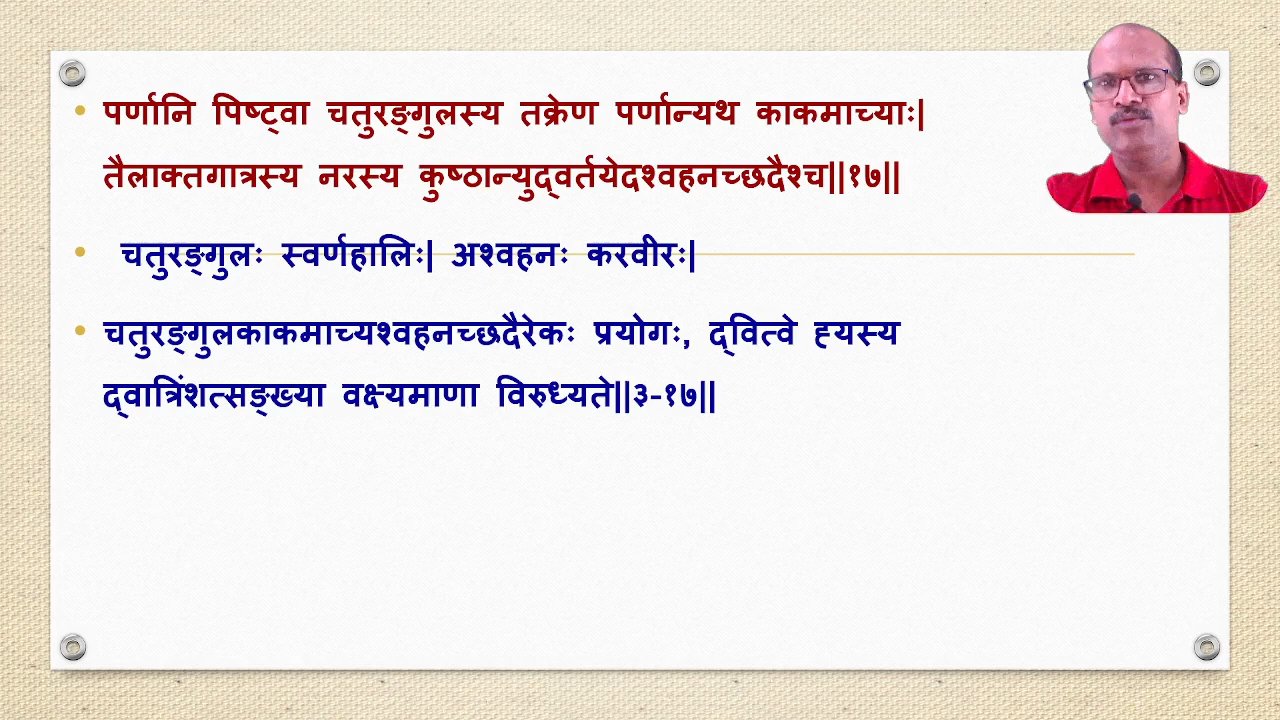 पर्णानि पिष्ट्वा चतुरङ्गुलस्य तक्रेण पर्णान्यथ काकमाच्याः|
तैलाक्तगात्रस्य नरस्य कुष्ठान्युद्वर्तयेदश्वहनच्छदैश्च||१७||
चतुरङ्गुलः स्वर्णहालिः| अश्वहनः करवीरः|
चतुरङ्गुलकाकमाच्यश्वहनच्छदैरेकः प्रयोगः, द्वित्वे ह्यस्य
द्वात्रिंशत्सङ्ख्या वक्ष्यमाणा विरुध्यते||३-१७||